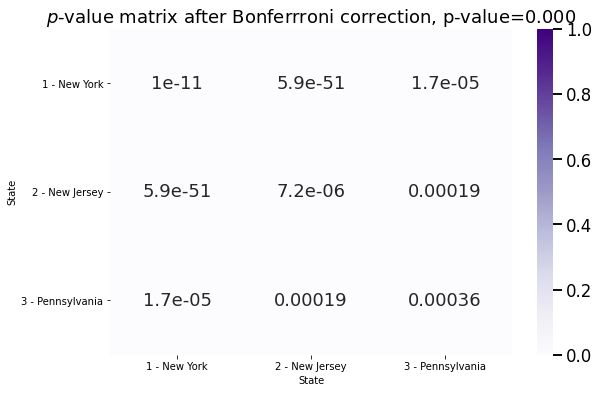 p-value matrix after Bonferrroni correction, p-value=0.000
1 - New York
1e-11
5.9e-51
1.7e-05
State
2 - New Jersey
5.9e-51
7.2e-06
0.00019
3 - Pennsylvania
1.7e-05
0.00019
0.00036
1 - New York
2 - New Jersey
3 - Pennsylvania
State
1.0
0.8
0.6
0.4
0.2
0.0